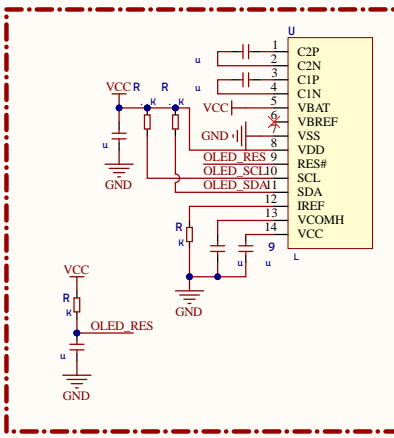 U
1 C2P
u 2 C2N
3 C1P
u 4 C1N
VCC R R
VCC 5 VBAT
. K . K 6 VBREF
GND 7 VSS
u 8 VDD
OLED_RES 9 RES#
OLED_SCL 10 SCL
GND OLED_SDA 11 SDA
12 IREF
13 VCOMH
R K 14 VCC
9
u u L
VCC
GND
R
K
OLED_RES
u
GND